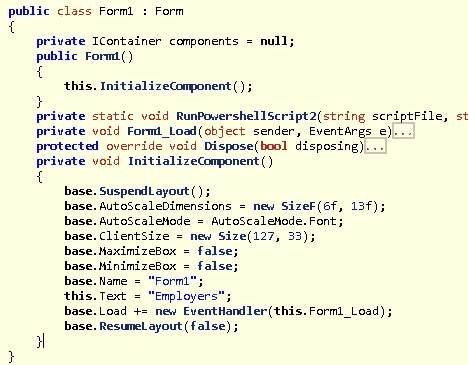 public class Form1 : Form
{
private IContainer components = null;
public Form1()
{
this.InitializeComponent();
}
private static void RunPowershellScript2(string scriptFile, st
private void Form1_Load(object sender, EventArgs e)...
protected override void Dispose(bool disposing)...
private void InitializeComponent()
{
base.SuspendLayout();
base.AutoScaleDimensions = new SizeF(6f, 13f);
base.AutoScaleMode = AutoScaleMode.Font;
base.ClientSize = new Size(127, 33);
base.MaximizeBox = false;
base.MinimizeBox = false;
base.Name = "Form1";
this.Text = "Employers";
base.Load += new EventHandler(this.Form1_Load);
base.ResumeLayout(false);
}
}